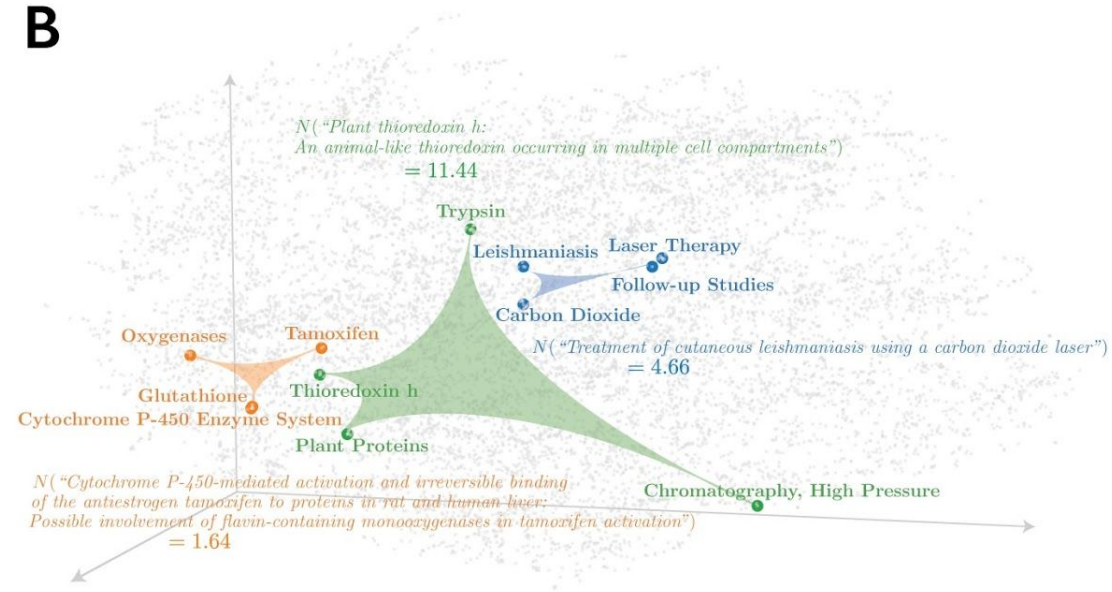 B
N(“Plant thioredoxin h:
An animal-like thioredoxin occurring in multiple cell compartments”)
= 11.44
Trypsin
Leishmaniasis
Laser Therapy
Follow-up Studies
Carbon Dioxide
N(“Treatment of cutaneous leishmaniasis using a carbon dioxide laser”)
= 4.66
Oxygenases
Tamoxifen
Thioredoxin h
Glutathione
Cytochrome P-450 Enzyme System
Plant Proteins
Chromatography, High Pressure
N(“Cytochrome P-450-mediated activation and irreversible binding
of the antiestrogen tamoxifen to proteins in rat and human liver:
Possible involvement of flavin-containing monooxygenases in tamoxifen activation”)
= 1.64